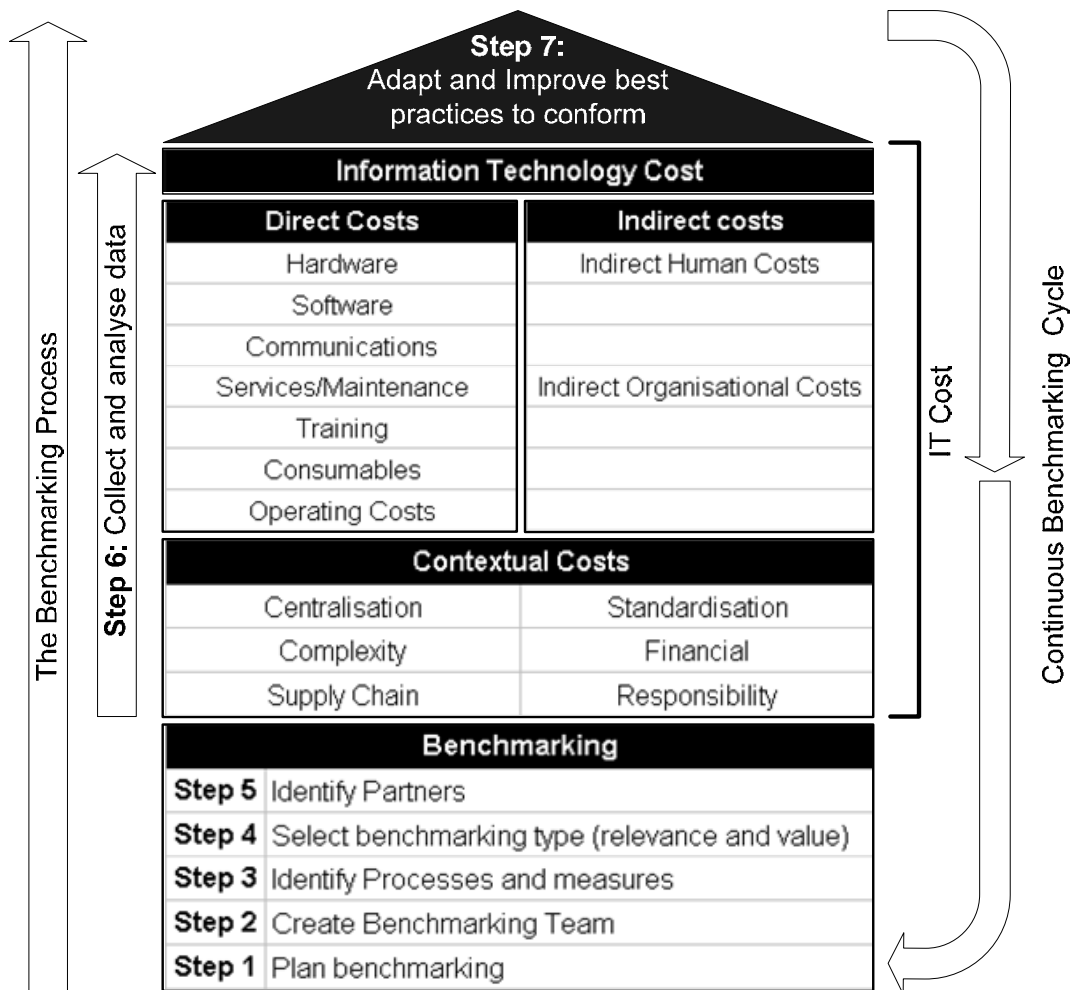 Step 7:
Adapt and Improve best
practices to conform
Information Technology Cost
Direct Costs
Indirect costs
Hardware
Indirect Human Costs
Software
Communications
Services/Maintenance
Indirect Organisational Costs
Training
Consumables
Operating Costs
Contextual Costs
Centralisation
Standardisation
Complexity
Financial
Supply Chain
Responsibility
Benchmarking
Step 5 Identify Partners
Step 4 Select benchmarking type (relevance and value)
Step 3 Identify Processes and measures
Step 2 Create Benchmarking Team
Step 1 Plan benchmarking
The Benchmarking Process
Step 6: Collect and analyse data
IT Cost
Continuous Benchmarking Cycle